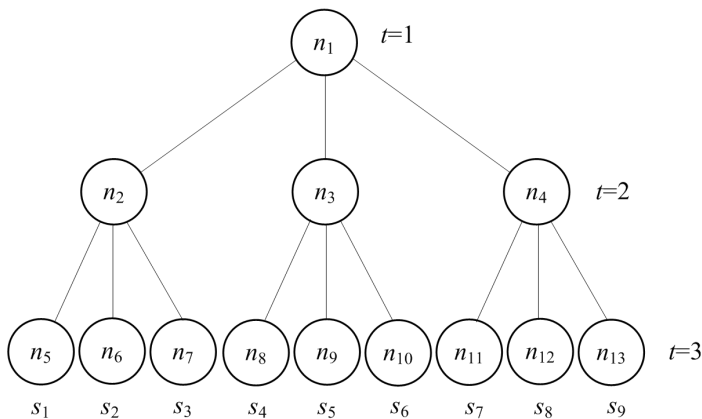 n₁ t=1
n₂ n₃ n₄ t=2
n₅ n₆ n₇ n₈ n₉ n₁₀ n₁₁ n₁₂ n₁₃ t=3
s₁ s₂ s₃ s₄ s₅ s₆ s₇ s₈ s₉